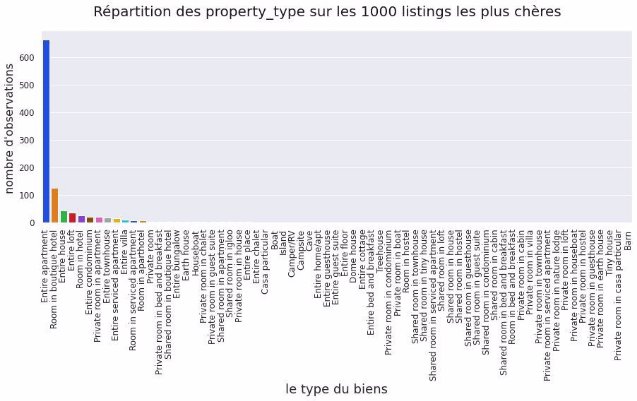 Répartition des property_type sur les 1000 listings les plus chères
nombre d'observations
600
500
400
300
200
100
0
Entire apartment
Room in boutique hotel
Entire house
Entire loft
Room in hotel
Entire condominium
Private room in apartment
Entire townhouse
Entire serviced apartment
Entire villa
Room in serviced apartment
Room in aparthotel
Private room
Private room in bed and breakfast
Shared room in boutique hotel
Entire bungalow
Earth house
Houseboat
Private room in chalet
Private room in guest suite
Shared room in apartment
Shared room in igloo
Private room in house
Entire place
Entire chalet
Casa particular
Boat
Island
Camper/RV
Campsite
Cave
Entire home/apt
Entire guesthouse
Entire guest suite
Entire floor
Dome house
Entire cottage
Entire bed and breakfast
Treehouse
Private room in condominium
Private room in boat
Room in hostel
Shared room in townhouse
Shared room in tiny house
Shared room in serviced apartment
Shared room in loft
Shared room in house
Shared room in hostel
Shared room in guesthouse
Shared room in guest suite
Shared room in condominium
Shared room in cabin
Shared room in bed and breakfast
Room in bed and breakfast
Private room in cabin
Private room in villa
Private room in townhouse
Private room in serviced apartment
Private room in nature lodge
Private room in loft
Private room in houseboat
Private room in hostel
Private room in guesthouse
Private room in earth house
Tiny house
Private room in casa particular
Barn
le type du biens